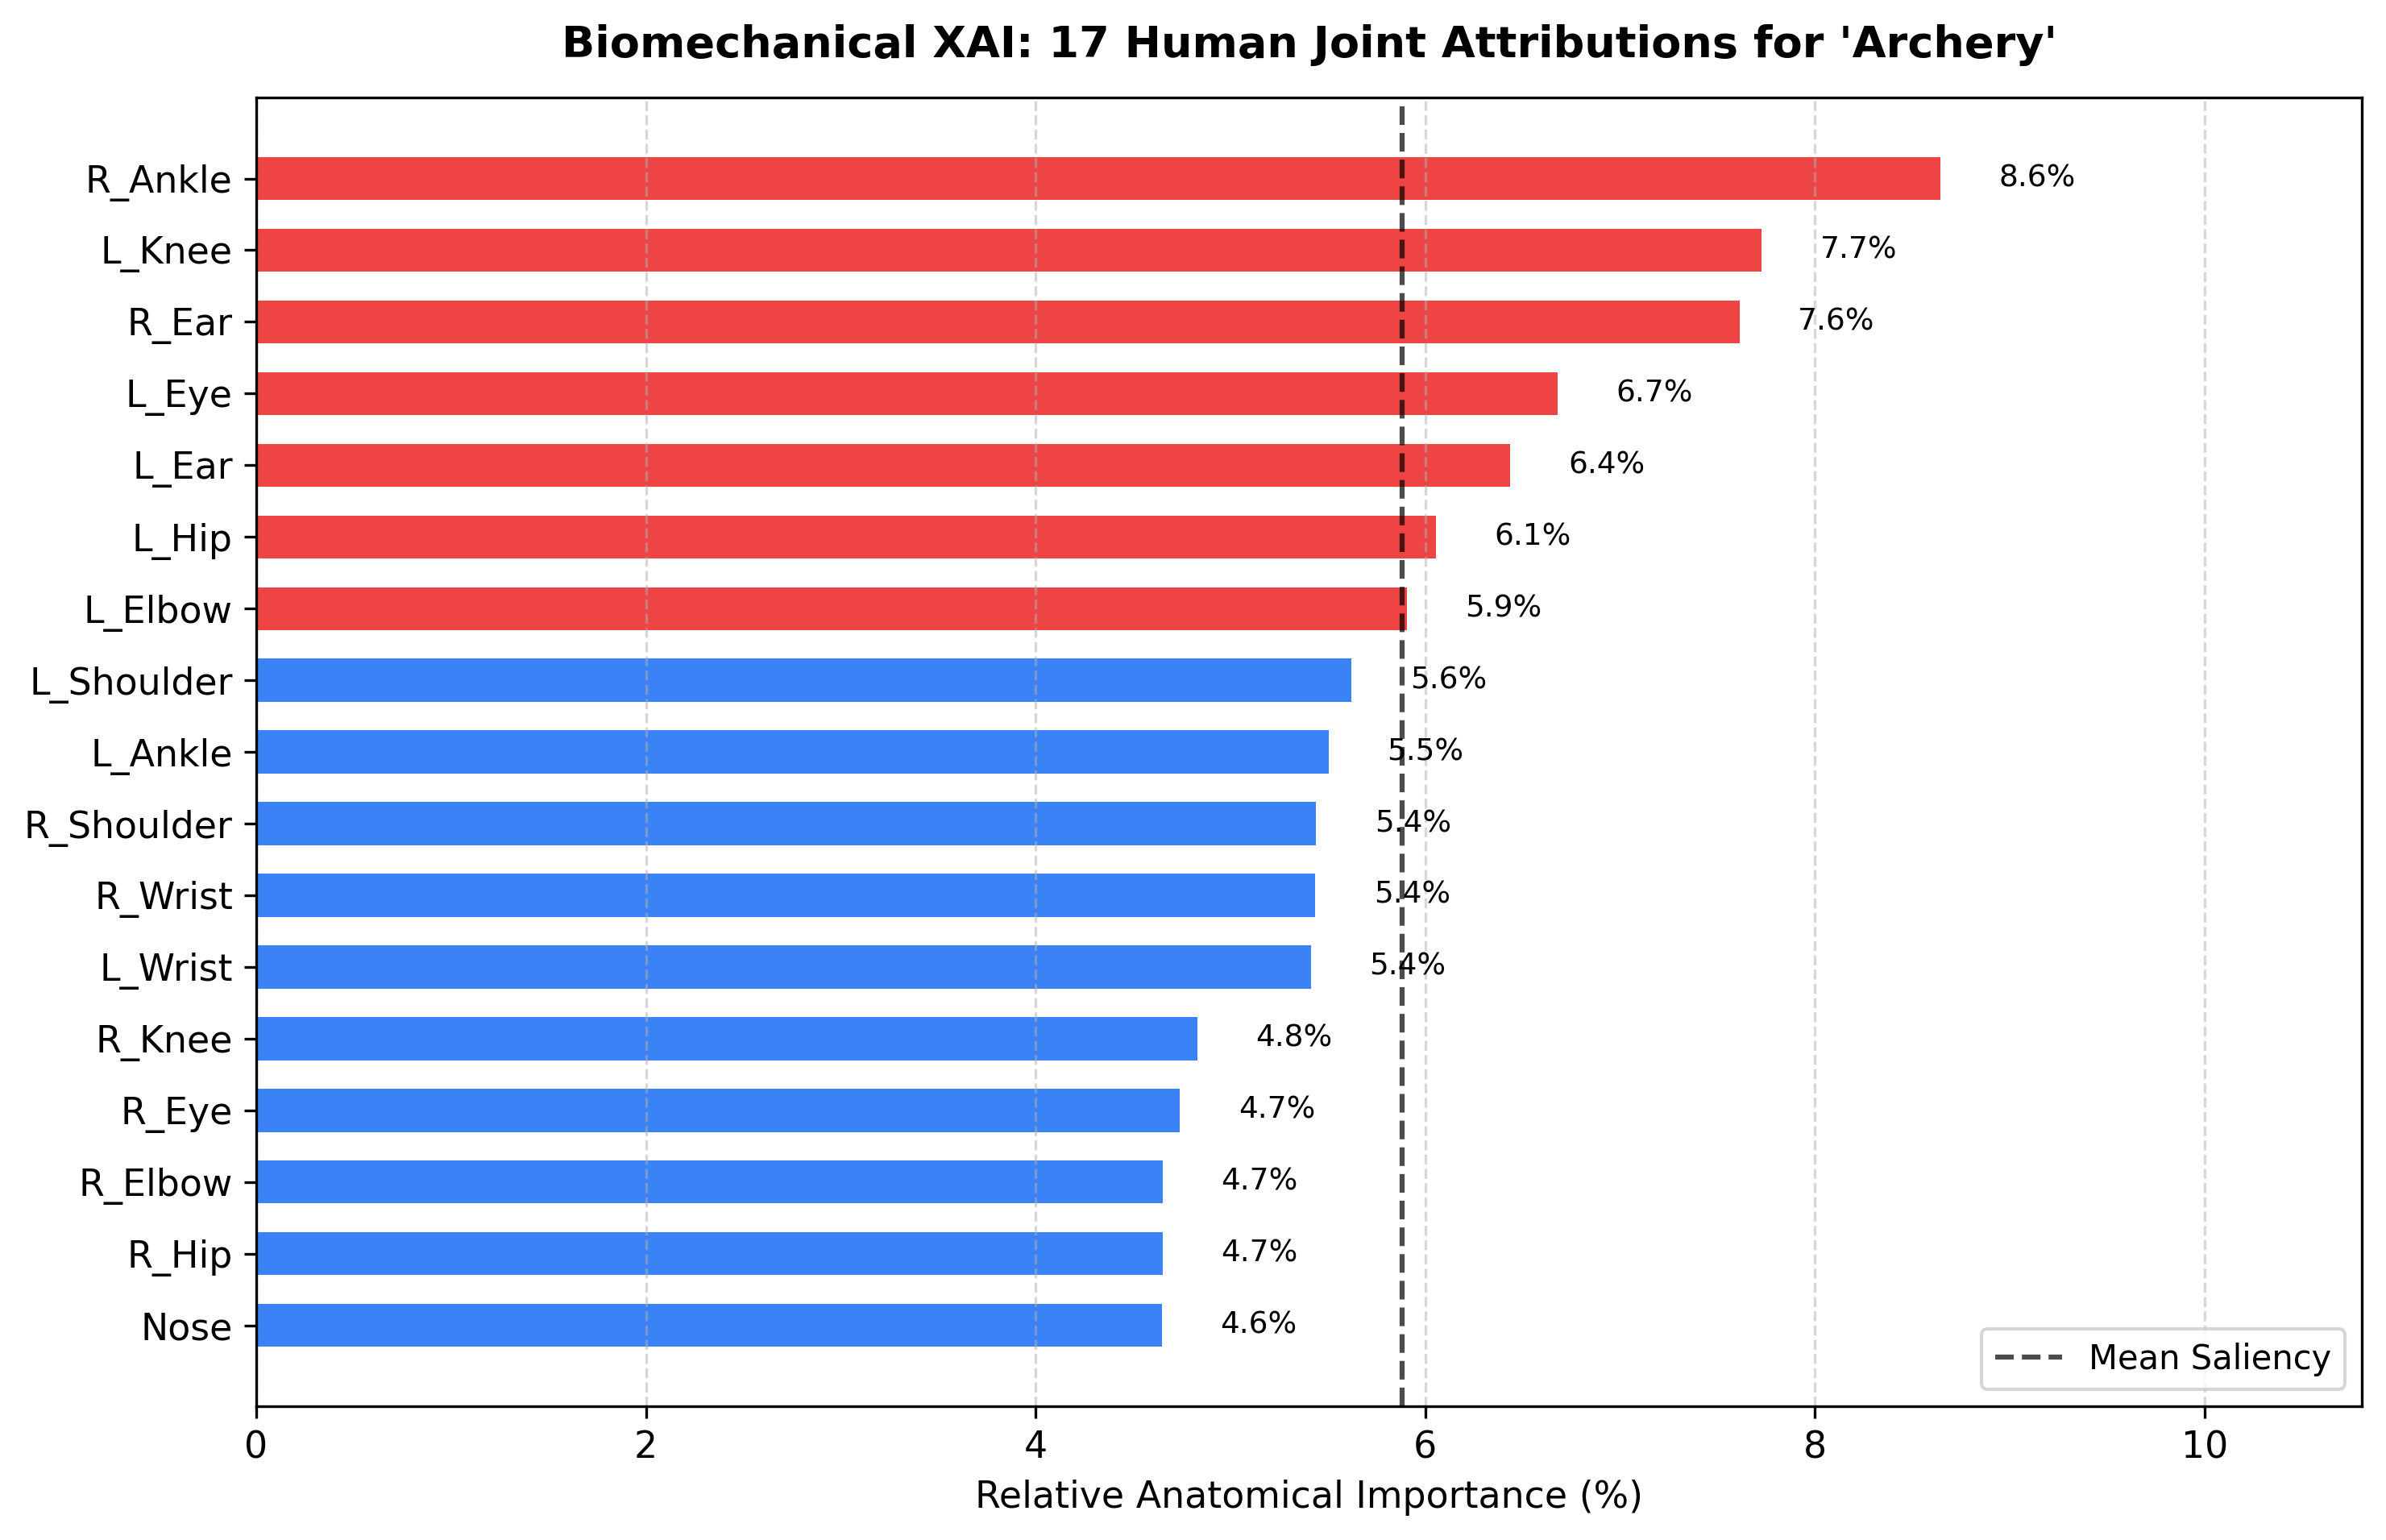 Biomechanical XAI: 17 Human Joint Attributions for 'Archery'
R_Ankle 8.6%
L_Knee 7.7%
R_Ear 7.6%
L_Eye 6.7%
L_Ear 6.4%
L_Hip 6.1%
L_Elbow 5.9%
L_Shoulder 5.6%
L_Ankle 5.5%
R_Shoulder 5.4%
R_Wrist 5.4%
L_Wrist 5.4%
R_Knee 4.8%
R_Eye 4.7%
R_Elbow 4.7%
R_Hip 4.7%
Nose 4.6%
Mean Saliency
0 2 4 6 8 10
Relative Anatomical Importance (%)